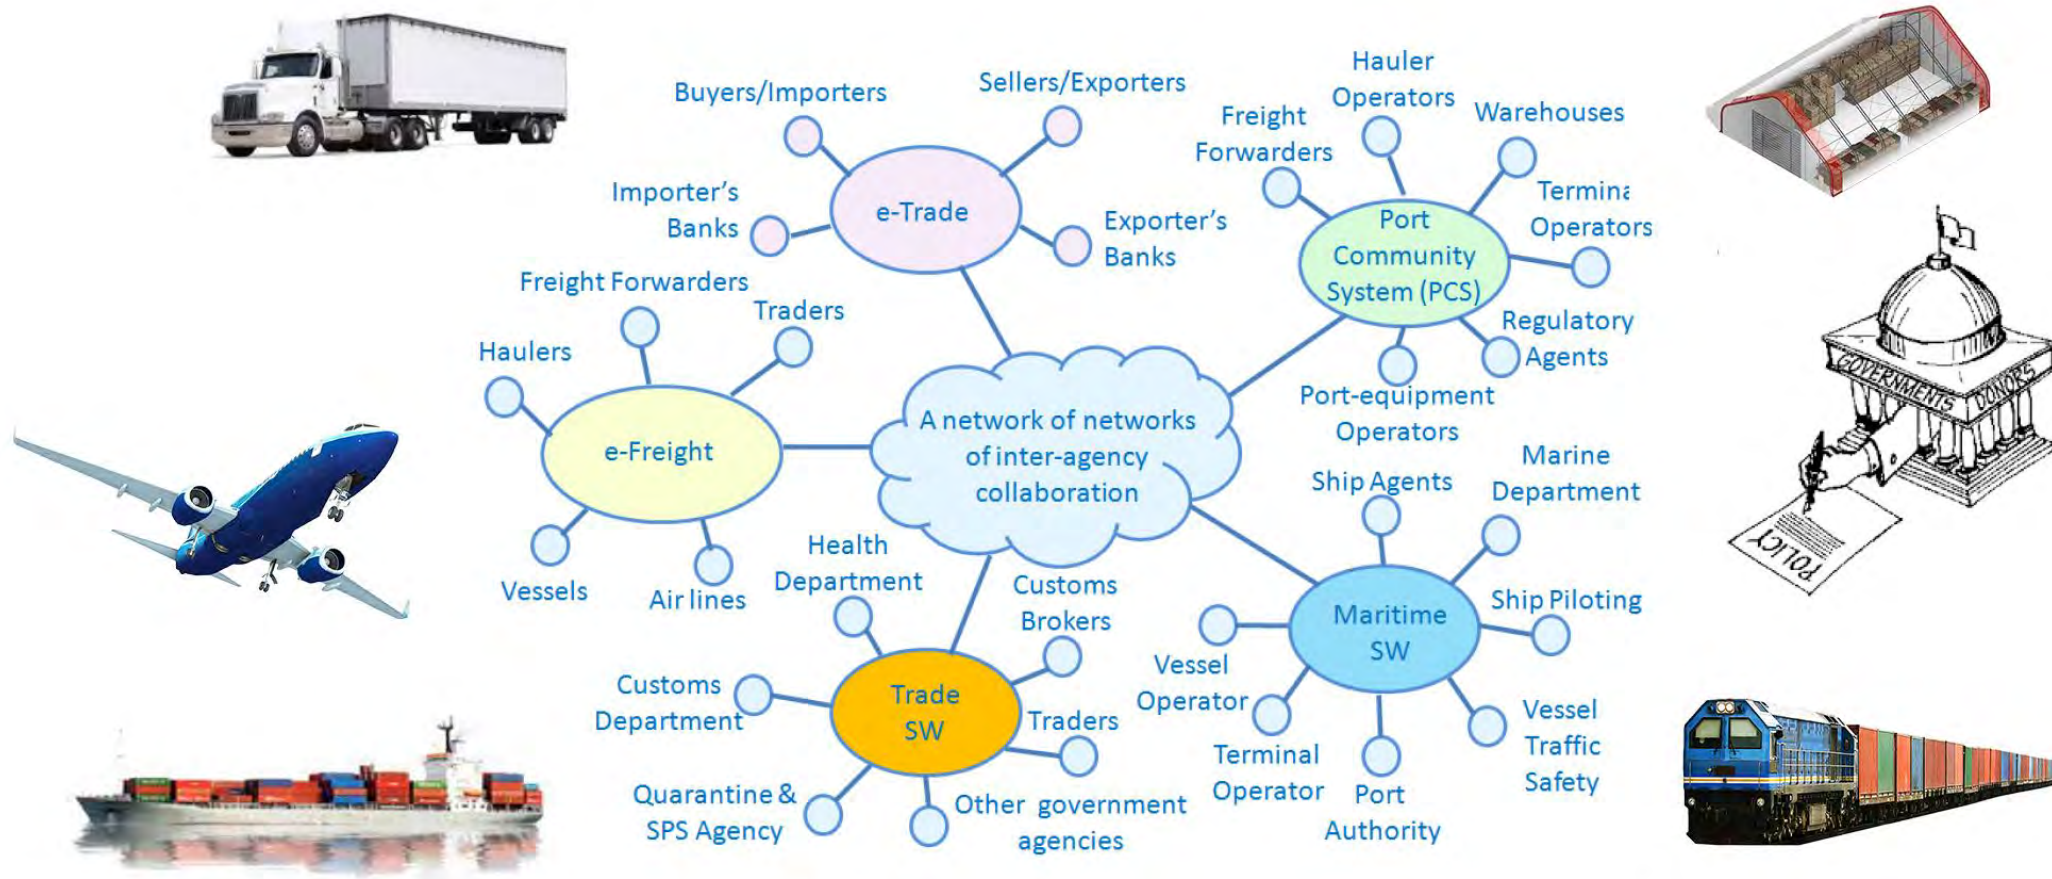 Buyers/Importers
Sellers/Exporters
Importer's
Banks
e-Trade
Exporter's
Banks
Hauler
Operators
Freight
Forwarders
Warehouses
Termina
Operators
Port
Community
System (PCS)
Regulatory
Agents
Port-equipment
Operators
Freight Forwarders
Traders
Haulers
e-Freight
Vessels
Air lines
A network of networks
of inter-agency
collaboration
Ship Agents
Marine
Department
Maritime
SW
Ship Piloting
Vessel
Operator
Terminal
Operator
Port
Authority
Vessel
Traffic
Safety
Health
Department
Customs
Brokers
Customs
Department
Trade
SW
Traders
Quarantine &
SPS Agency
Other government
agencies
GOVERNMENTS DONORS
POLICY